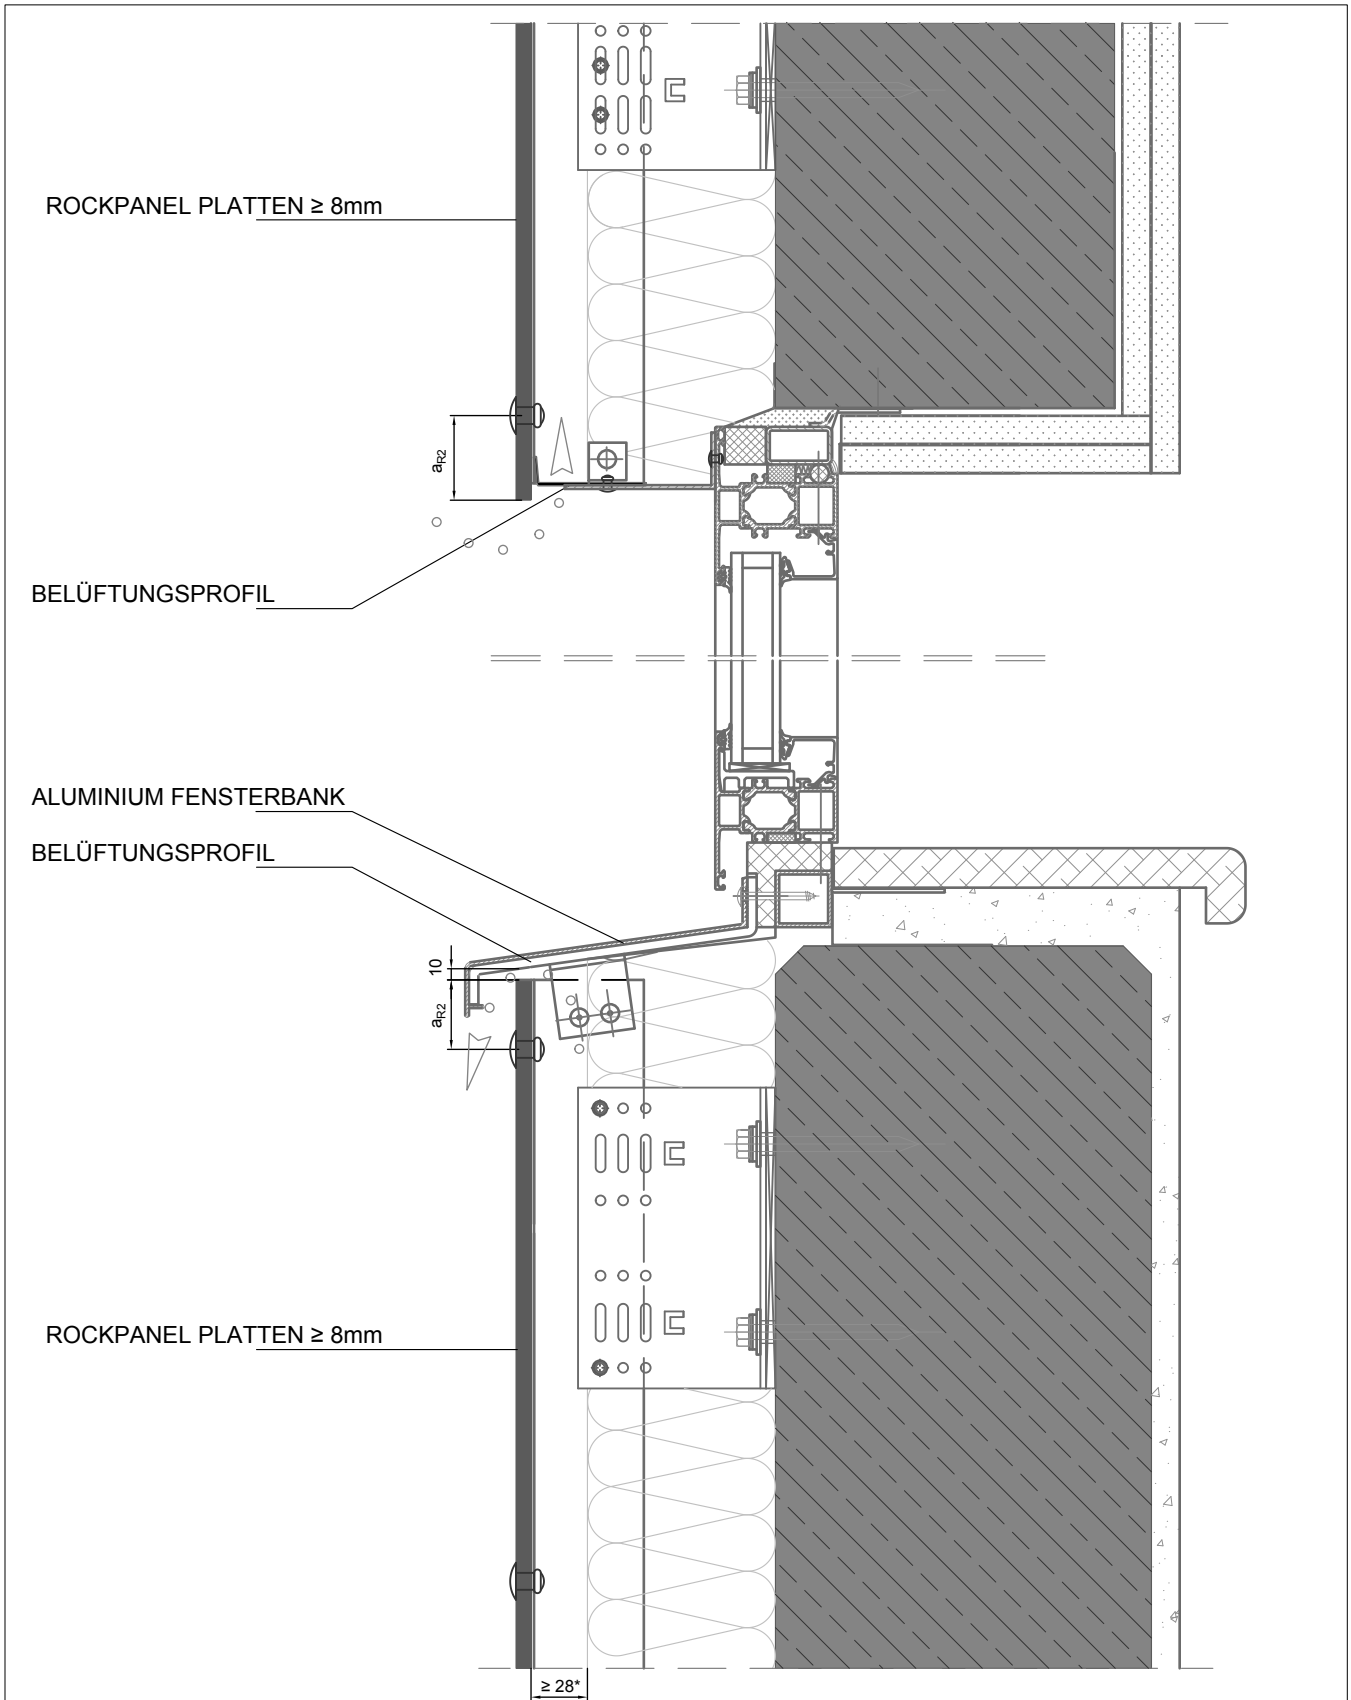 ROCKPANEL PLATTEN ≥ 8mm
aR2
BELÜFTUNGSPROFIL
ALUMINIUM FENSTERBANK
BELÜFTUNGSPROFIL
10
aR2
ROCKPANEL PLATTEN ≥ 8mm
≥ 28*